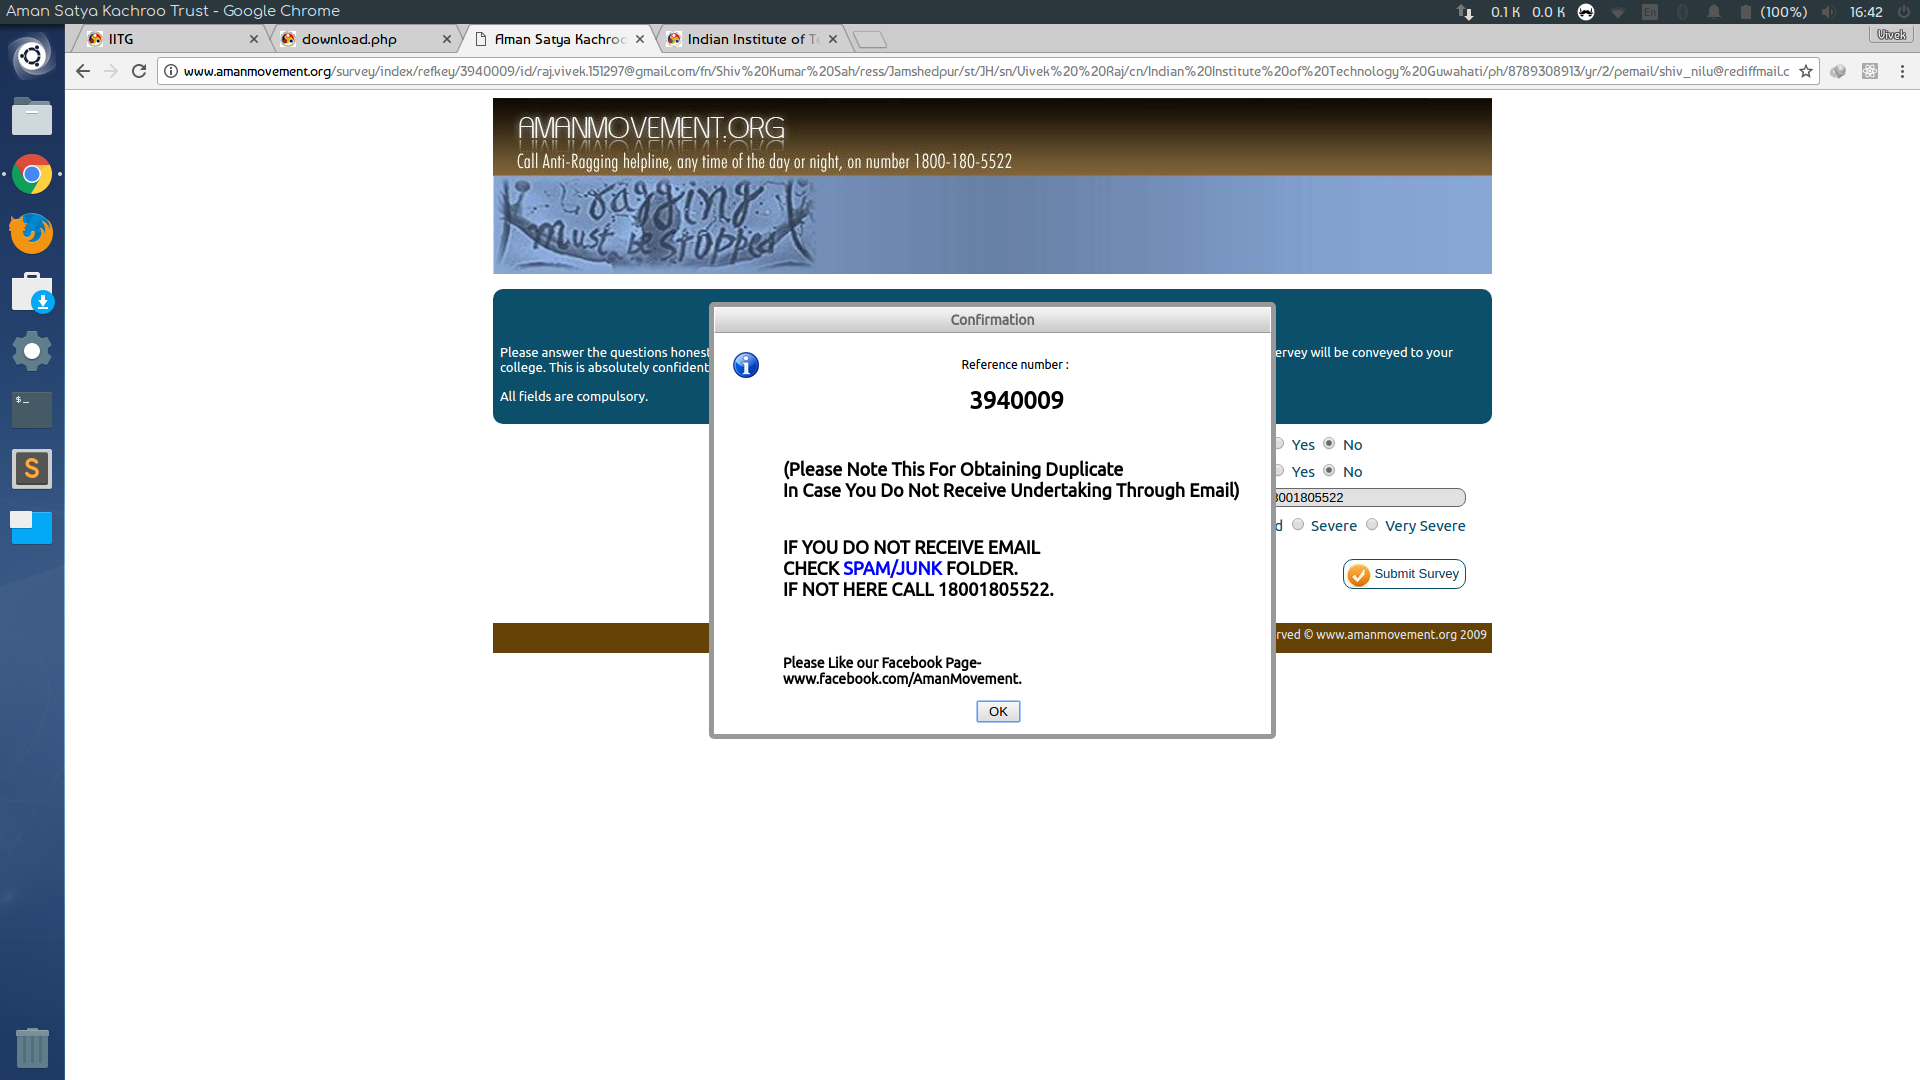 Aman Satya Kachroo Trust - Google Chrome
0.1 K 0.0 K En (100%) 16:42
IITG
download.php
Aman Satya Kachroo
Indian Institute of Te
Vivek
www.amanmovement.org/survey/index/refkey/3940009/id/raj.vivek.151297@gmail.com/fn/Shiv%20Kumar%20Sah/ress/Jamshedpur/st/JH/sn/Vivek%20%20Raj/cn/Indian%20Institute%20of%20Technology%20Guwahati/ph/8789308913/yr/2/pemail/shiv_nilu@rediffmail.c
AMANMOVEMENT.ORG
Call Anti-Ragging helpline, any time of the day or night, on number 1800-180-5522
ragging
must be stopped
Confirmation
Please answer the questions honest
ervey will be conveyed to your
college. This is absolutely confident
All fields are compulsory.
Reference number :
3940009
(Please Note This For Obtaining Duplicate
In Case You Do Not Receive Undertaking Through Email)
IF YOU DO NOT RECEIVE EMAIL
CHECK SPAM/JUNK FOLDER.
IF NOT HERE CALL 18001805522.
Please Like our Facebook Page-
www.facebook.com/AmanMovement.
OK
Yes No
Yes No
8001805522
d Severe Very Severe
Submit Survey
rved © www.amanmovement.org 2009
$_
S